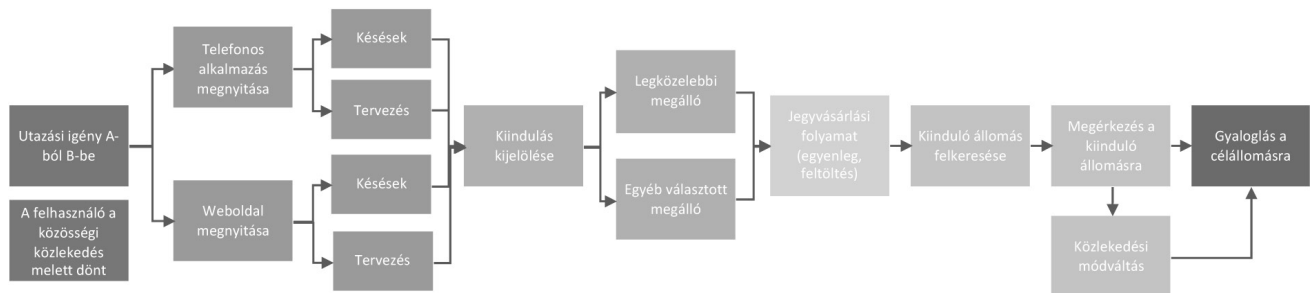 Utazási igény A-
ból B-be
A felhasználó a
közösségi
közlekedés
melett dönt
Telefonos
alkalmazás
megnyitása
Weboldal
megnyitása
Késések
Tervezés
Késések
Tervezés
Kiindulás
kijelölése
Legközelebbi
megálló
Egyéb választott
megálló
Jegyvásárlási
folyamat
(egyenleg,
feltöltés)
Kiinduló állomás
felkeresése
Megérkezés a
kiinduló
állomásra
Közlekedési
módváltás
Gyaloglás a
célállomásra